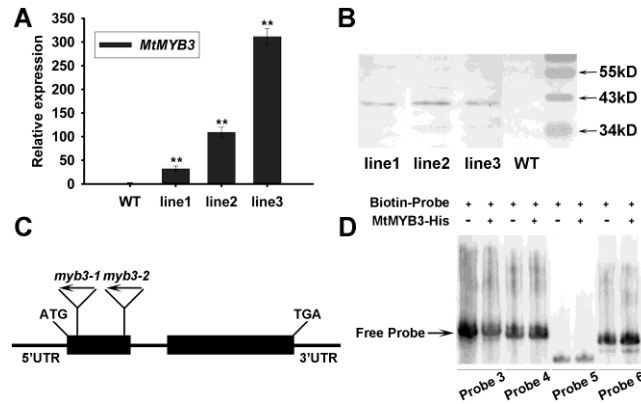 A
MtMYB3
Relative expression
350
300
250
200
150
100
50
0
**
**
**
WT line1 line2 line3
B
55kD
43kD
34kD
line1 line2 line3 WT
C
myb3-1 myb3-2
ATG
TGA
5'UTR
3'UTR
D
Biotin-Probe + + + + + + + +
MtMYB3-His - + - + - + - +
Free Probe
Probe 3 Probe 4 Probe 5 Probe 6